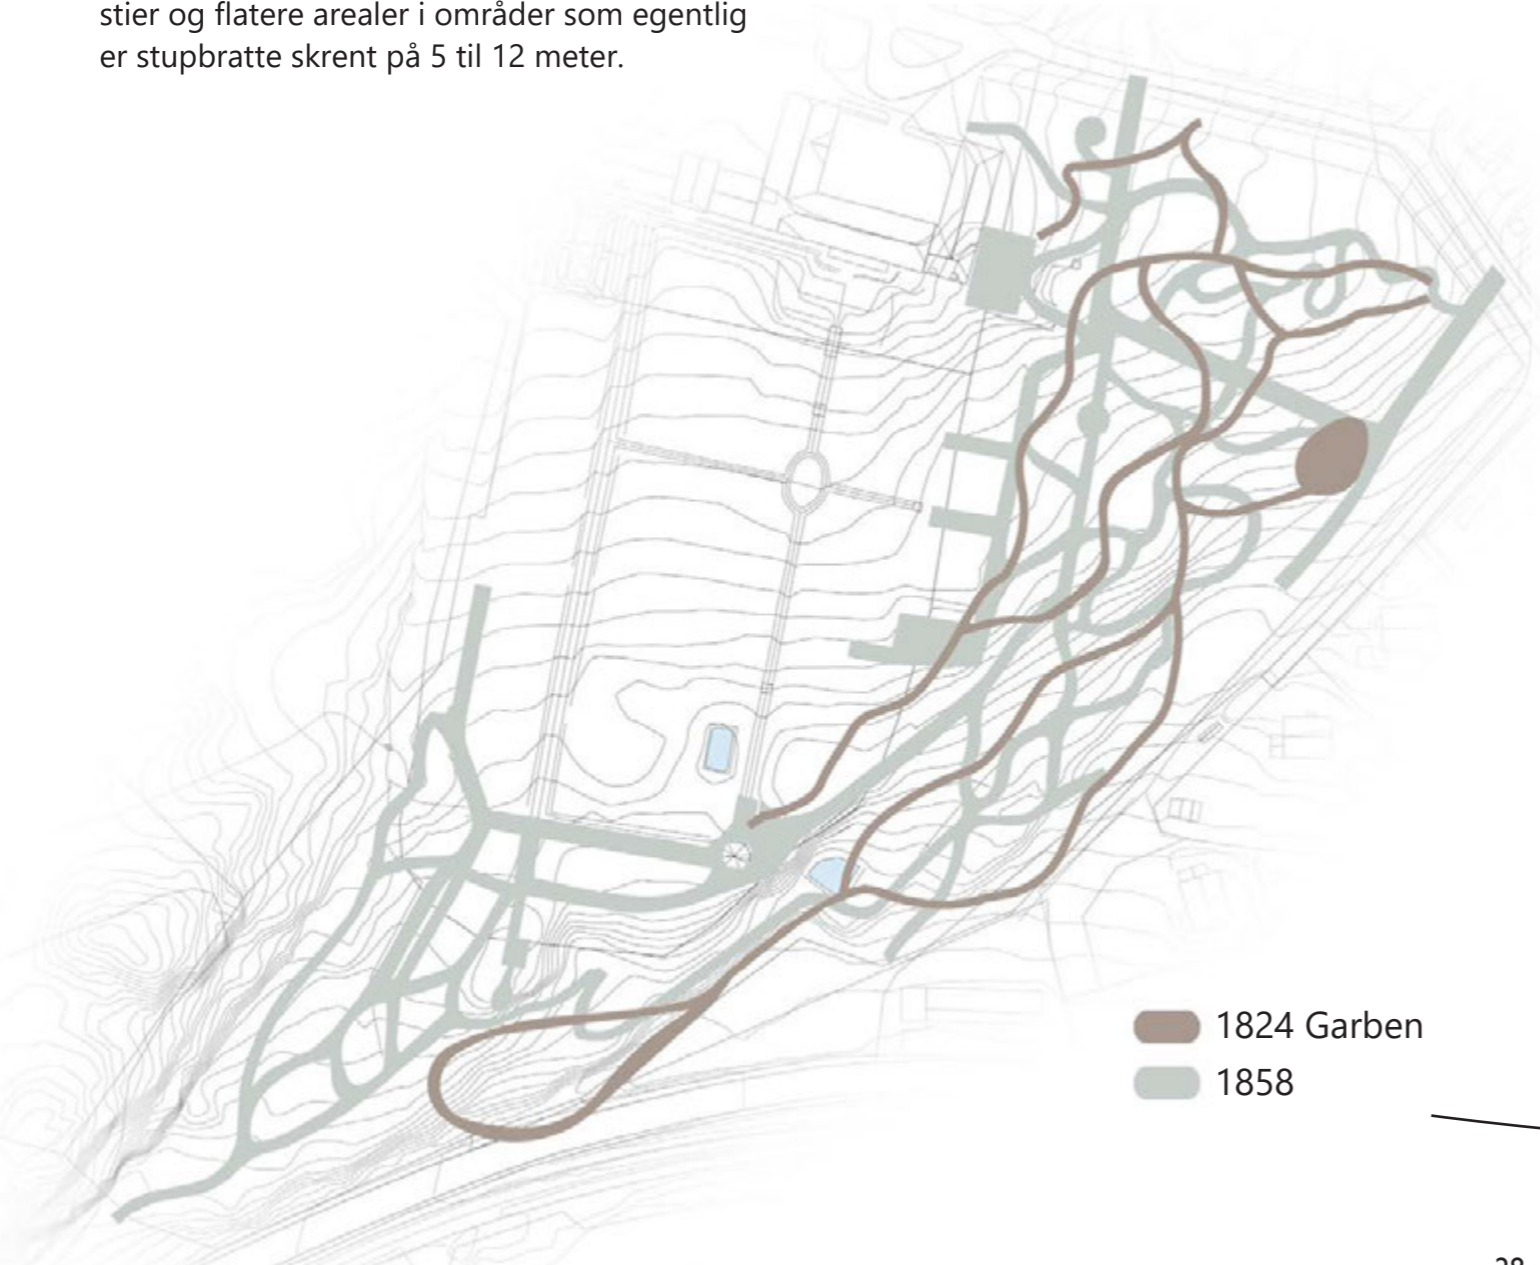 stier og flatere arealer i områder som egentlig
er stupbratte skrent på 5 til 12 meter.
1824 Garben
1858